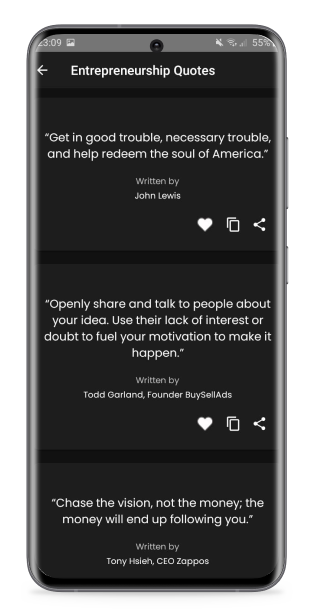 23:09
55%
Entrepreneurship Quotes
“Get in good trouble, necessary trouble,
and help redeem the soul of America.”
Written by
John Lewis
“Openly share and talk to people about
your idea. Use their lack of interest or
doubt to fuel your motivation to make it
happen.”
Written by
Todd Garland, Founder BuySellAds
“Chase the vision, not the money; the
money will end up following you.”
Written by
Tony Hsieh, CEO Zappos